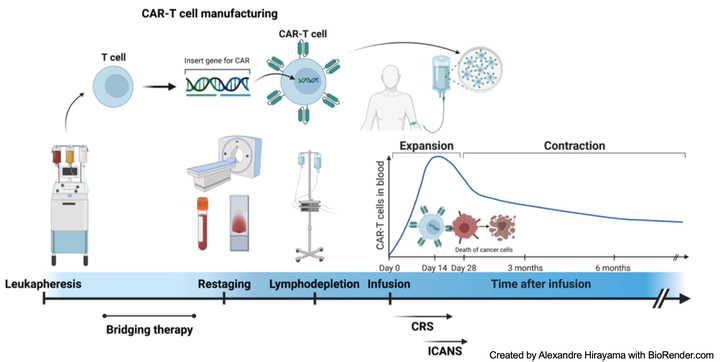 CAR-T cell manufacturing
T cell
Insert gene for CAR
CAR-T cell
Expansion
Contraction
CAR-T cells in blood
Death of cancer cells
Day 0
Day 14
Day 28
3 months
6 months
Leukapheresis
Restaging
Lymphodepletion
Infusion
Time after infusion
Bridging therapy
CRS
ICANS
Created by Alexandre Hirayama with BioRender.com